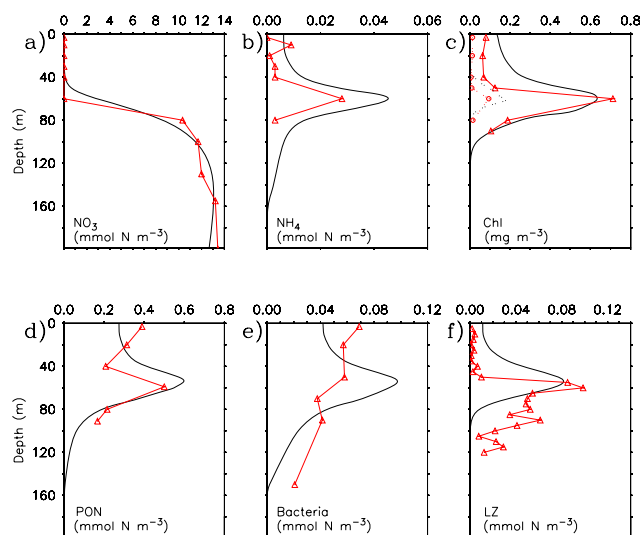 0 2 4 6 8 10 12 14
0.00 0.02 0.04 0.06
0.0 0.2 0.4 0.6 0.8
a)
b)
c)
0
40
80
120
160
Depth (m)
NO₃
(mmol N m⁻³)
NH₄
(mmol N m⁻³)
Chl
(mg m⁻³)
0.0 0.2 0.4 0.6 0.8
0.00 0.04 0.08 0.12
0.00 0.04 0.08 0.12 0.16
d)
e)
f)
0
40
80
120
160
Depth (m)
PON
(mmol N m⁻³)
Bacteria
(mmol N m⁻³)
LZ
(mmol N m⁻³)